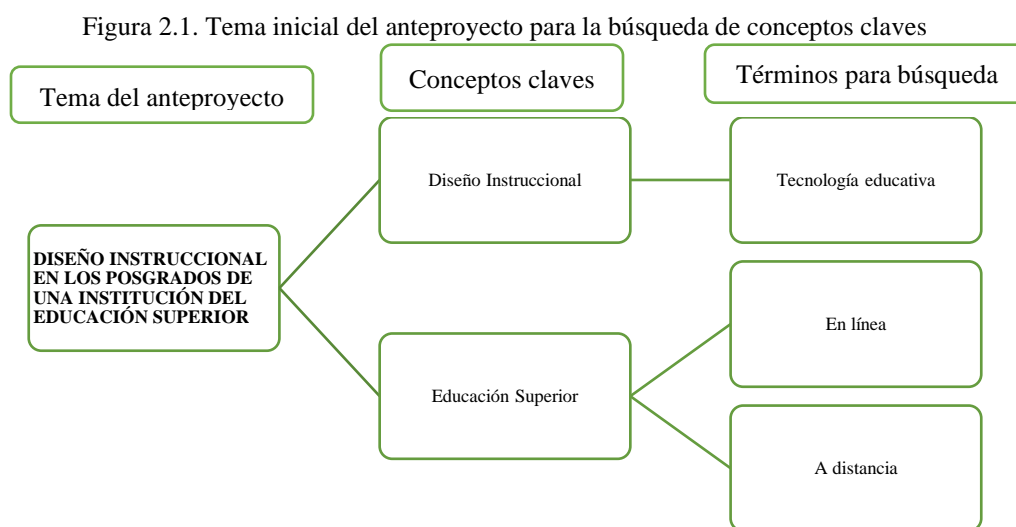 Figura 2.1. Tema inicial del anteproyecto para la búsqueda de conceptos claves
Tema del anteproyecto
Conceptos claves
Términos para búsqueda
DISEÑO INSTRUCCIONAL
EN LOS POSGRADOS DE
UNA INSTITUCIÓN DEL
EDUCACIÓN SUPERIOR
Diseño Instruccional
Tecnología educativa
Educación Superior
En línea
A distancia